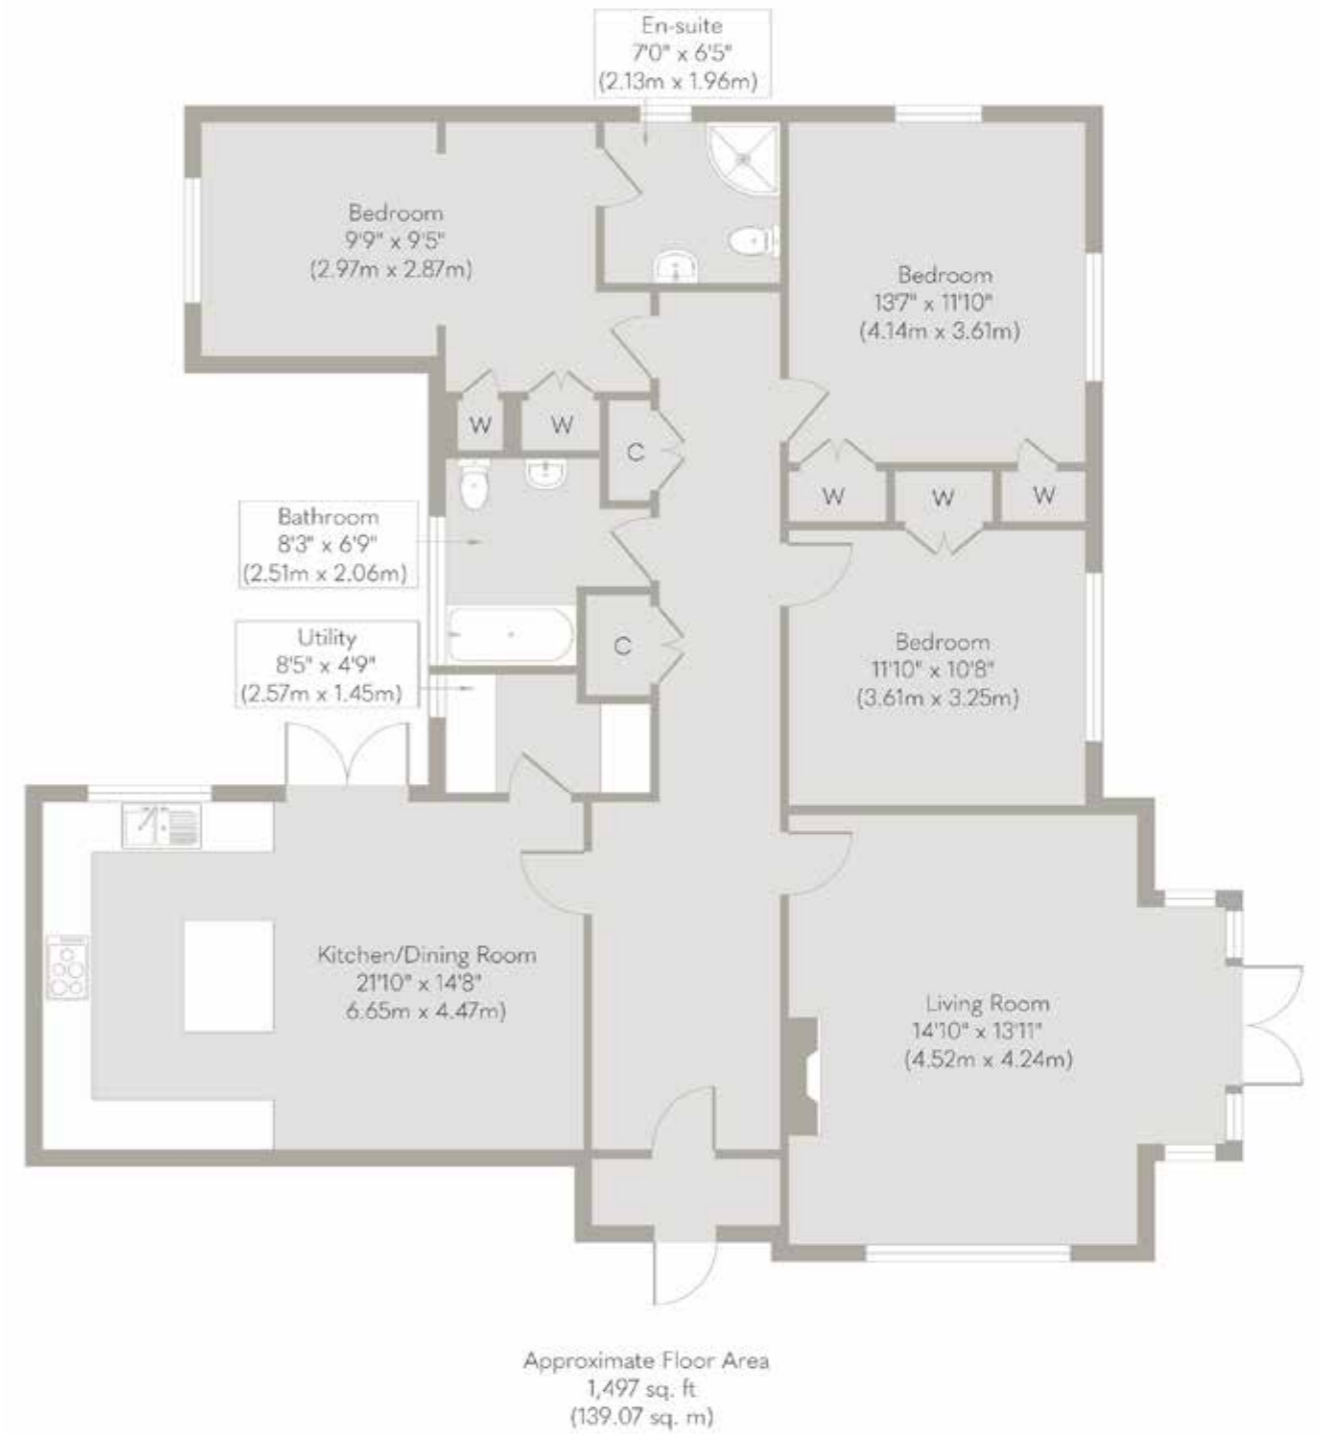 En-suite
7'0" x 6'5"
(2.13m x 1.96m)
Bedroom
9'9" x 9'5"
(2.97m x 2.87m)
Bedroom
13'7" x 11'10"
(4.14m x 3.61m)
W
W
C
W
W
W
Bathroom
8'3" x 6'9"
(2.51m x 2.06m)
Utility
8'5" x 4'9"
(2.57m x 1.45m)
C
Bedroom
11'10" x 10'8"
(3.61m x 3.25m)
Kitchen/Dining Room
21'10" x 14'8"
6.65m x 4.47m)
Living Room
14'10" x 13'11"
(4.52m x 4.24m)
Approximate Floor Area
1,497 sq. ft
(139.07 sq. m)